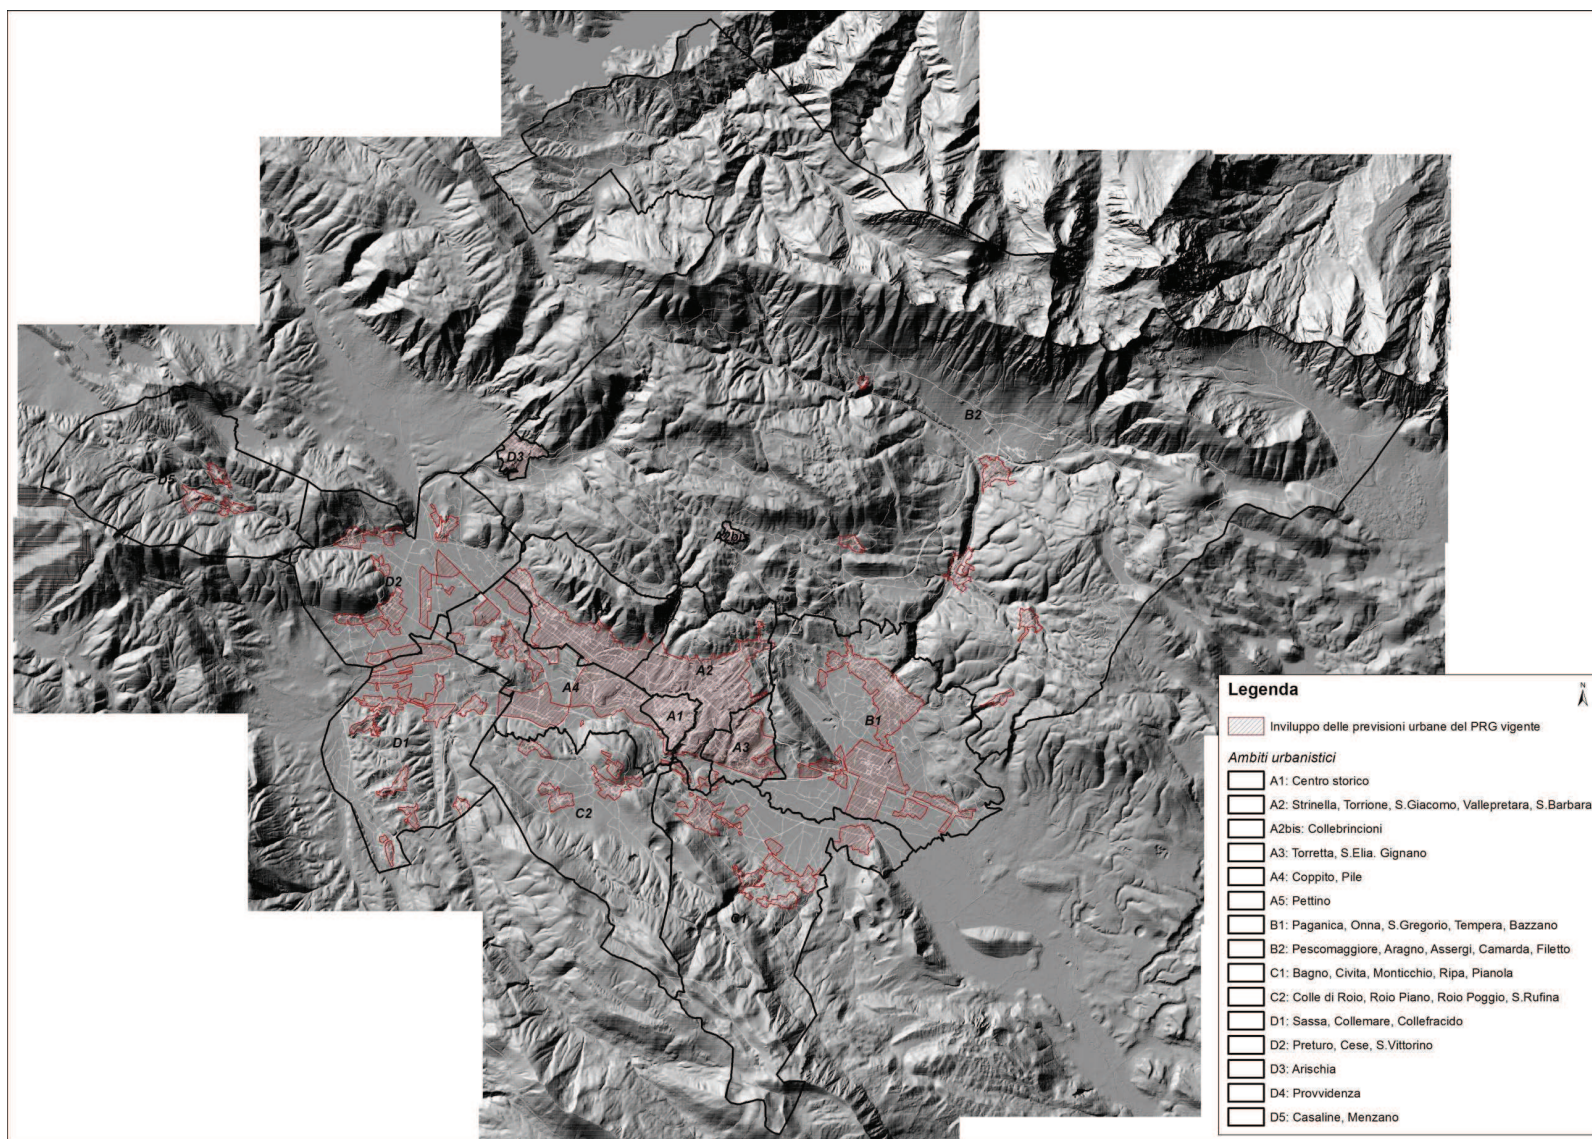 B2
D3
D5
A2bis
D2
A2
A4
A1
B1
A3
D1
C2
C1
Legenda
N
Inviluppo delle previsioni urbane del PRG vigente
Ambiti urbanistici
A1: Centro storico
A2: Strinella, Torrione, S.Giacomo, Vallepretara, S.Barbara
A2bis: Collebrincioni
A3: Torretta, S.Elia. Gignano
A4: Coppito, Pile
A5: Pettino
B1: Paganica, Onna, S.Gregorio, Tempera, Bazzano
B2: Pescomaggiore, Aragno, Assergi, Camarda, Filetto
C1: Bagno, Civita, Monticchio, Ripa, Pianola
C2: Colle di Roio, Roio Piano, Roio Poggio, S.Rufina
D1: Sassa, Collemare, Collefracido
D2: Preturo, Cese, S.Vittorino
D3: Arischia
D4: Provvidenza
D5: Casaline, Menzano